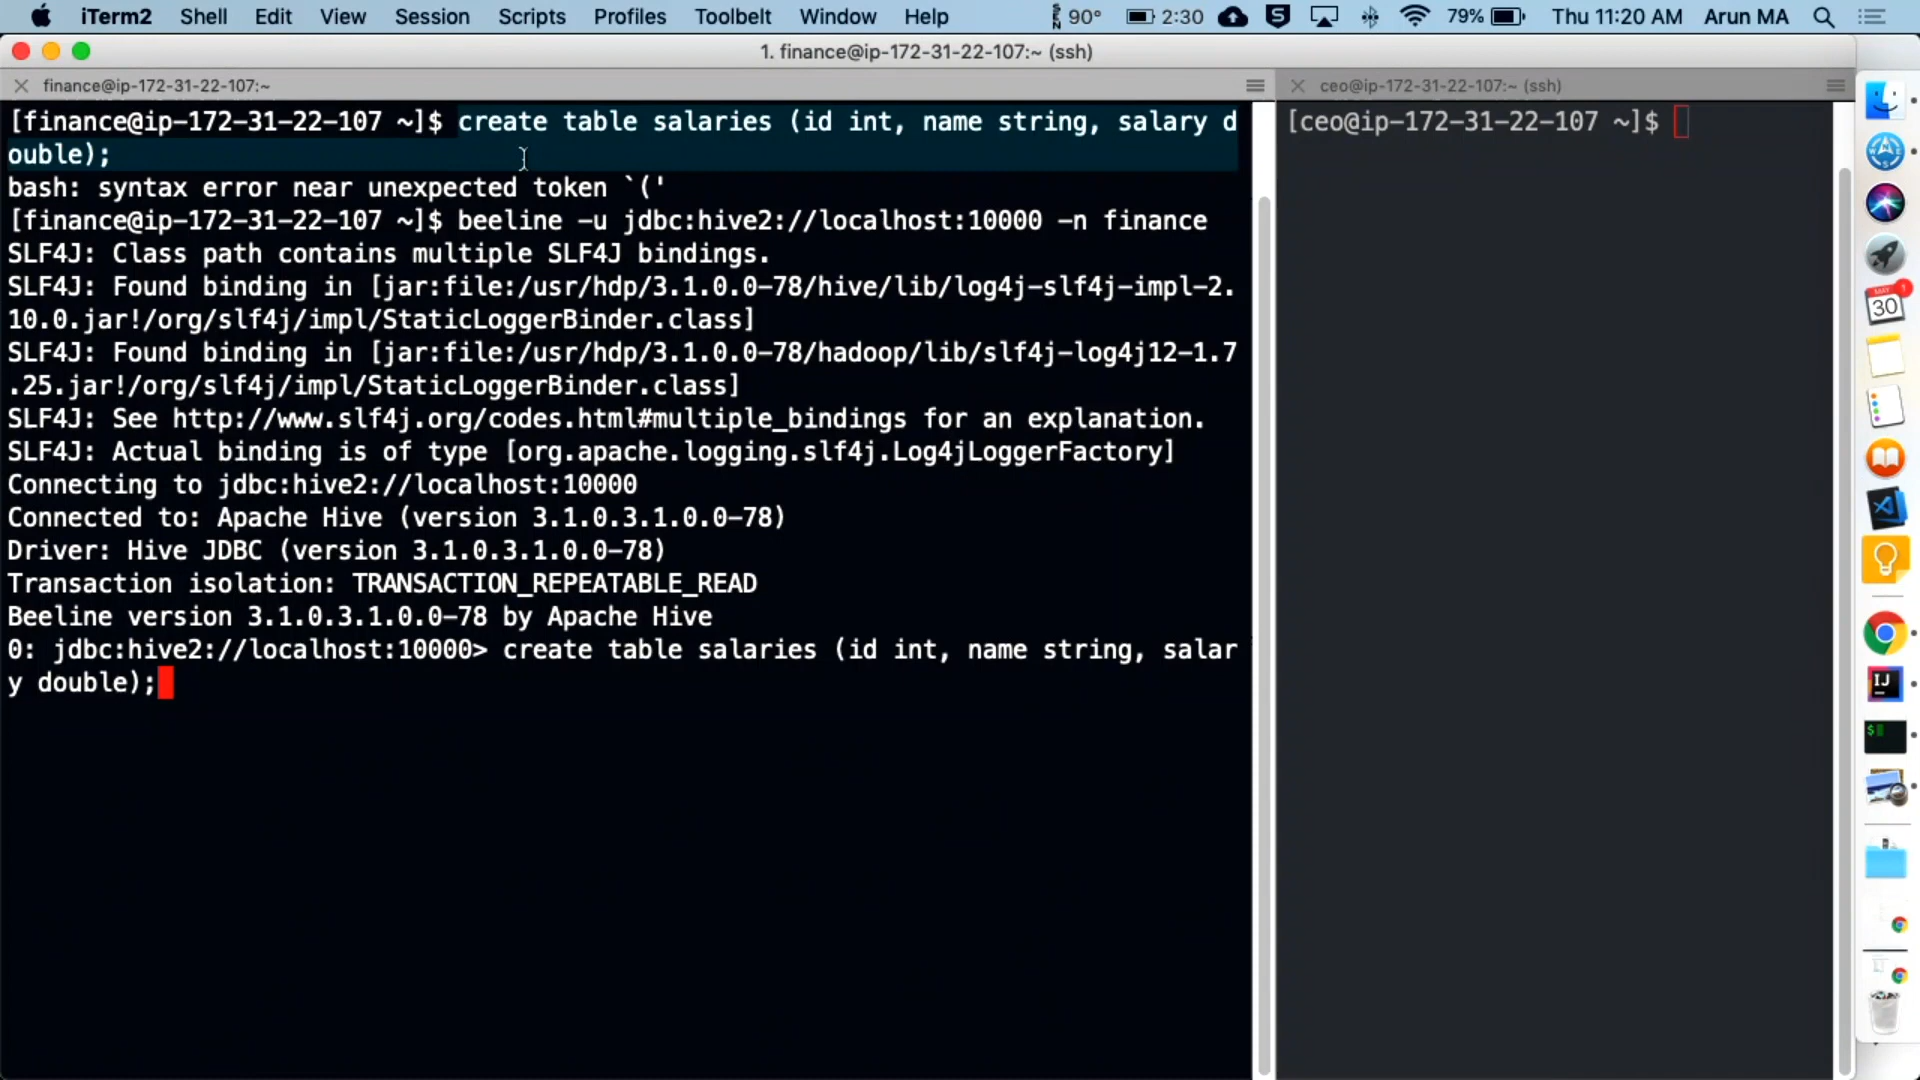 iTerm2 Shell Edit View Session Scripts Profiles Toolbelt Window Help 90° 2:30 79% Thu 11:20 AM Arun MA
1. finance@ip-172-31-22-107:~ (ssh)
finance@ip-172-31-22-107:~
[finance@ip-172-31-22-107 ~]$ create table salaries (id int, name string, salary d
ouble);
bash: syntax error near unexpected token `('
[finance@ip-172-31-22-107 ~]$ beeline -u jdbc:hive2://localhost:10000 -n finance
SLF4J: Class path contains multiple SLF4J bindings.
SLF4J: Found binding in [jar:file:/usr/hdp/3.1.0.0-78/hive/lib/log4j-slf4j-impl-2.
10.0.jar!/org/slf4j/impl/StaticLoggerBinder.class]
SLF4J: Found binding in [jar:file:/usr/hdp/3.1.0.0-78/hadoop/lib/slf4j-log4j12-1.7
.25.jar!/org/slf4j/impl/StaticLoggerBinder.class]
SLF4J: See http://www.slf4j.org/codes.html#multiple_bindings for an explanation.
SLF4J: Actual binding is of type [org.apache.logging.slf4j.Log4jLoggerFactory]
Connecting to jdbc:hive2://localhost:10000
Connected to: Apache Hive (version 3.1.0.3.1.0.0-78)
Driver: Hive JDBC (version 3.1.0.3.1.0.0-78)
Transaction isolation: TRANSACTION_REPEATABLE_READ
Beeline version 3.1.0.3.1.0.0-78 by Apache Hive
0: jdbc:hive2://localhost:10000> create table salaries (id int, name string, salar
y double);
ceo@ip-172-31-22-107:~ (ssh)
[ceo@ip-172-31-22-107 ~]$
MAY
30
1
IJ